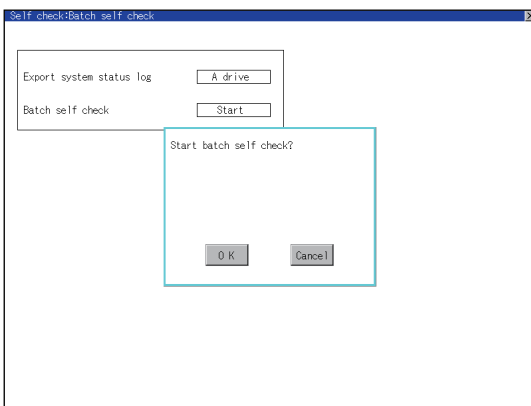 Self check:Batch self check
Export system status log A drive
Batch self check Start
Start batch self check?
O K Cancel